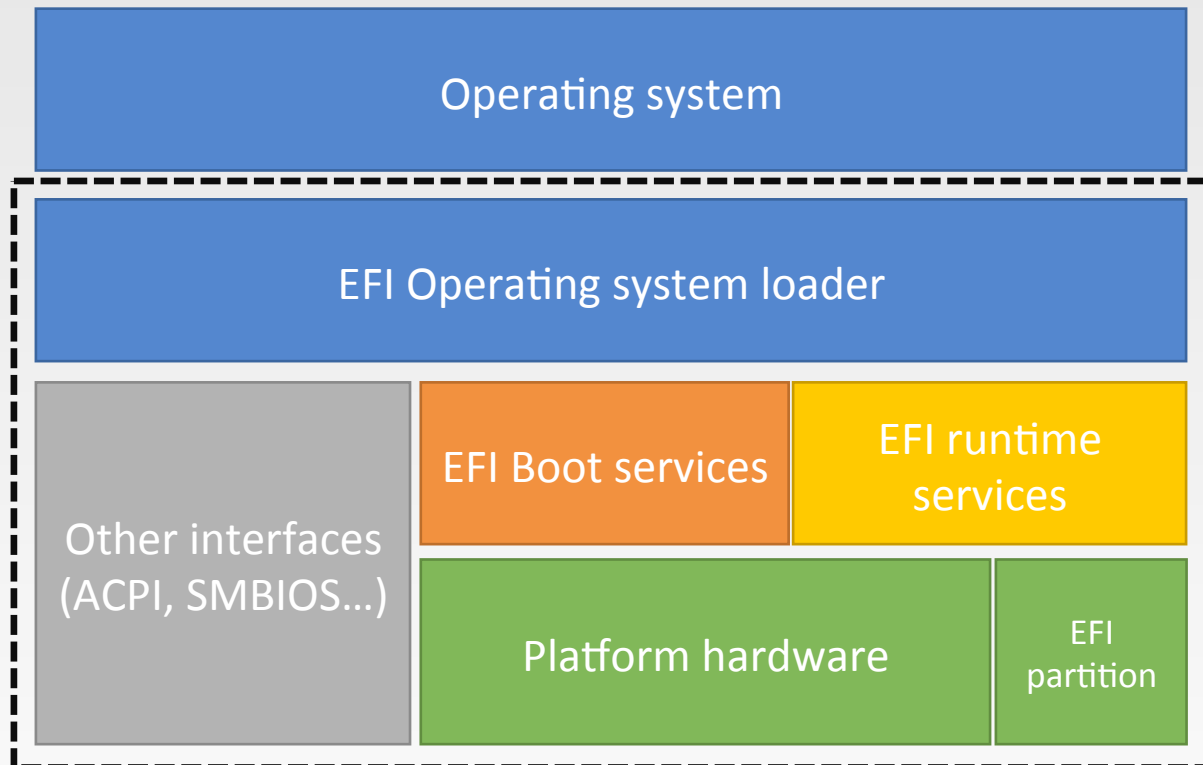 Operating system
EFI Operating system loader
Other interfaces
(ACPI, SMBIOS…)
EFI Boot services
EFI runtime
services
Platform hardware
EFI
partition